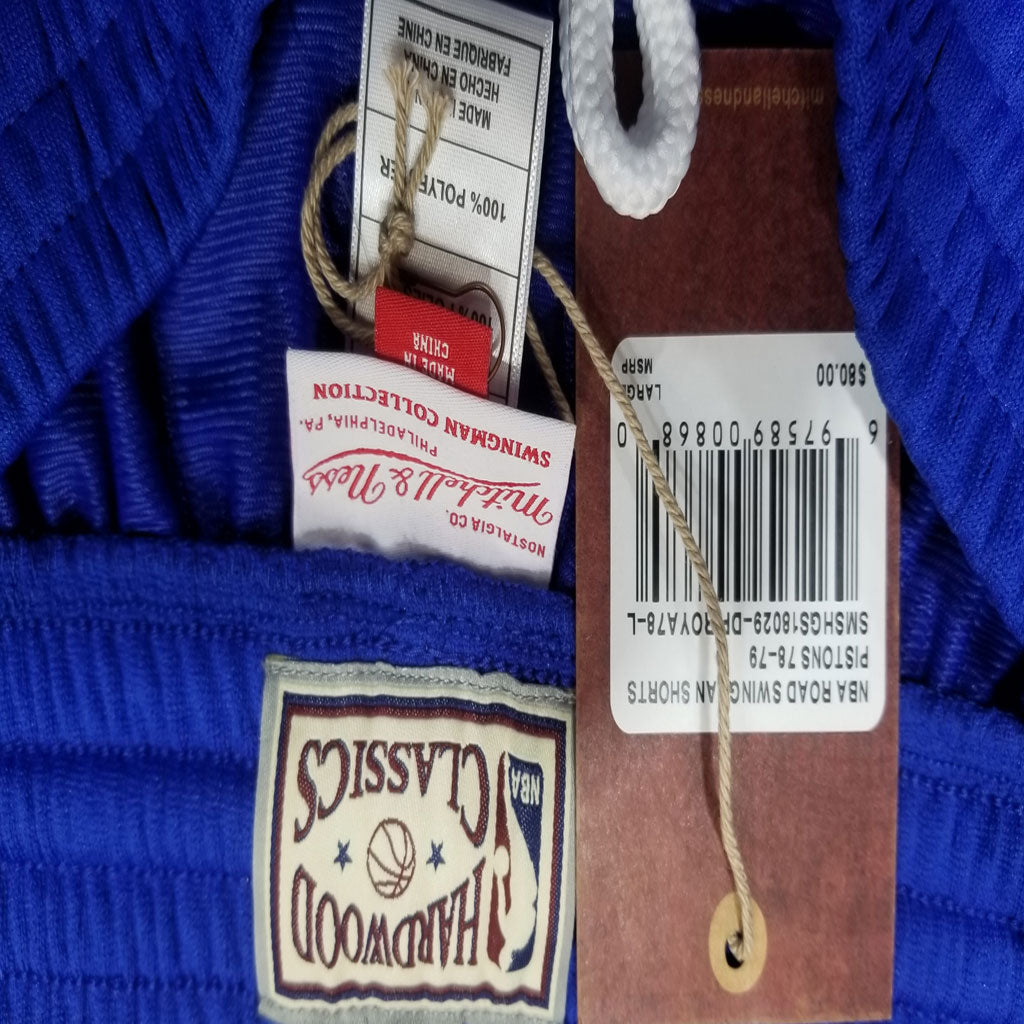 HARDWOOD
CLASSICS
NBA
NOSTALGIA CO.
Mitchell & Ness
PHILADELPHIA, PA.
SWINGMAN COLLECTION
MADE IN
CHINA
100%
100% POLYESTER
MADE IN CHINA
HECHO EN CHINA
FABRIQUE EN CHINE
NBA ROAD SWINGMAN SHORTS
PISTONS 78-79
6 97589 00868 0
LARGE
MSRP
$80.00
mitchellandness